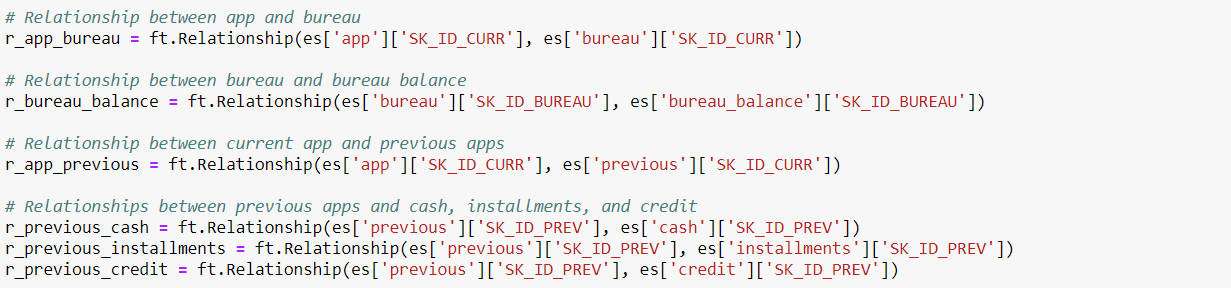 # Relationship between app and bureau
r_app_bureau = ft.Relationship(es['app']['SK_ID_CURR'], es['bureau']['SK_ID_CURR'])
# Relationship between bureau and bureau balance
r_bureau_balance = ft.Relationship(es['bureau']['SK_ID_BUREAU'], es['bureau_balance']['SK_ID_BUREAU'])
# Relationship between current app and previous apps
r_app_previous = ft.Relationship(es['app']['SK_ID_CURR'], es['previous']['SK_ID_CURR'])
# Relationships between previous apps and cash, installments, and credit
r_previous_cash = ft.Relationship(es['previous']['SK_ID_PREV'], es['cash']['SK_ID_PREV'])
r_previous_installments = ft.Relationship(es['previous']['SK_ID_PREV'], es['installments']['SK_ID_PREV'])
r_previous_credit = ft.Relationship(es['previous']['SK_ID_PREV'], es['credit']['SK_ID_PREV'])